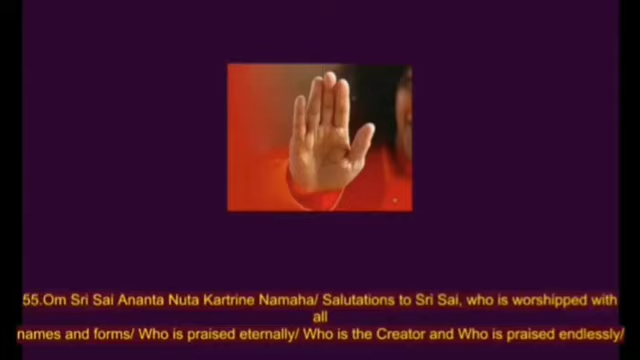 55.Om Sri Sai Ananta Nuta Kartrine Namaha/ Salutations to Sri Sai, who is worshipped with
all
names and forms/ Who is praised eternally/ Who is the Creator and Who is praised endlessly/